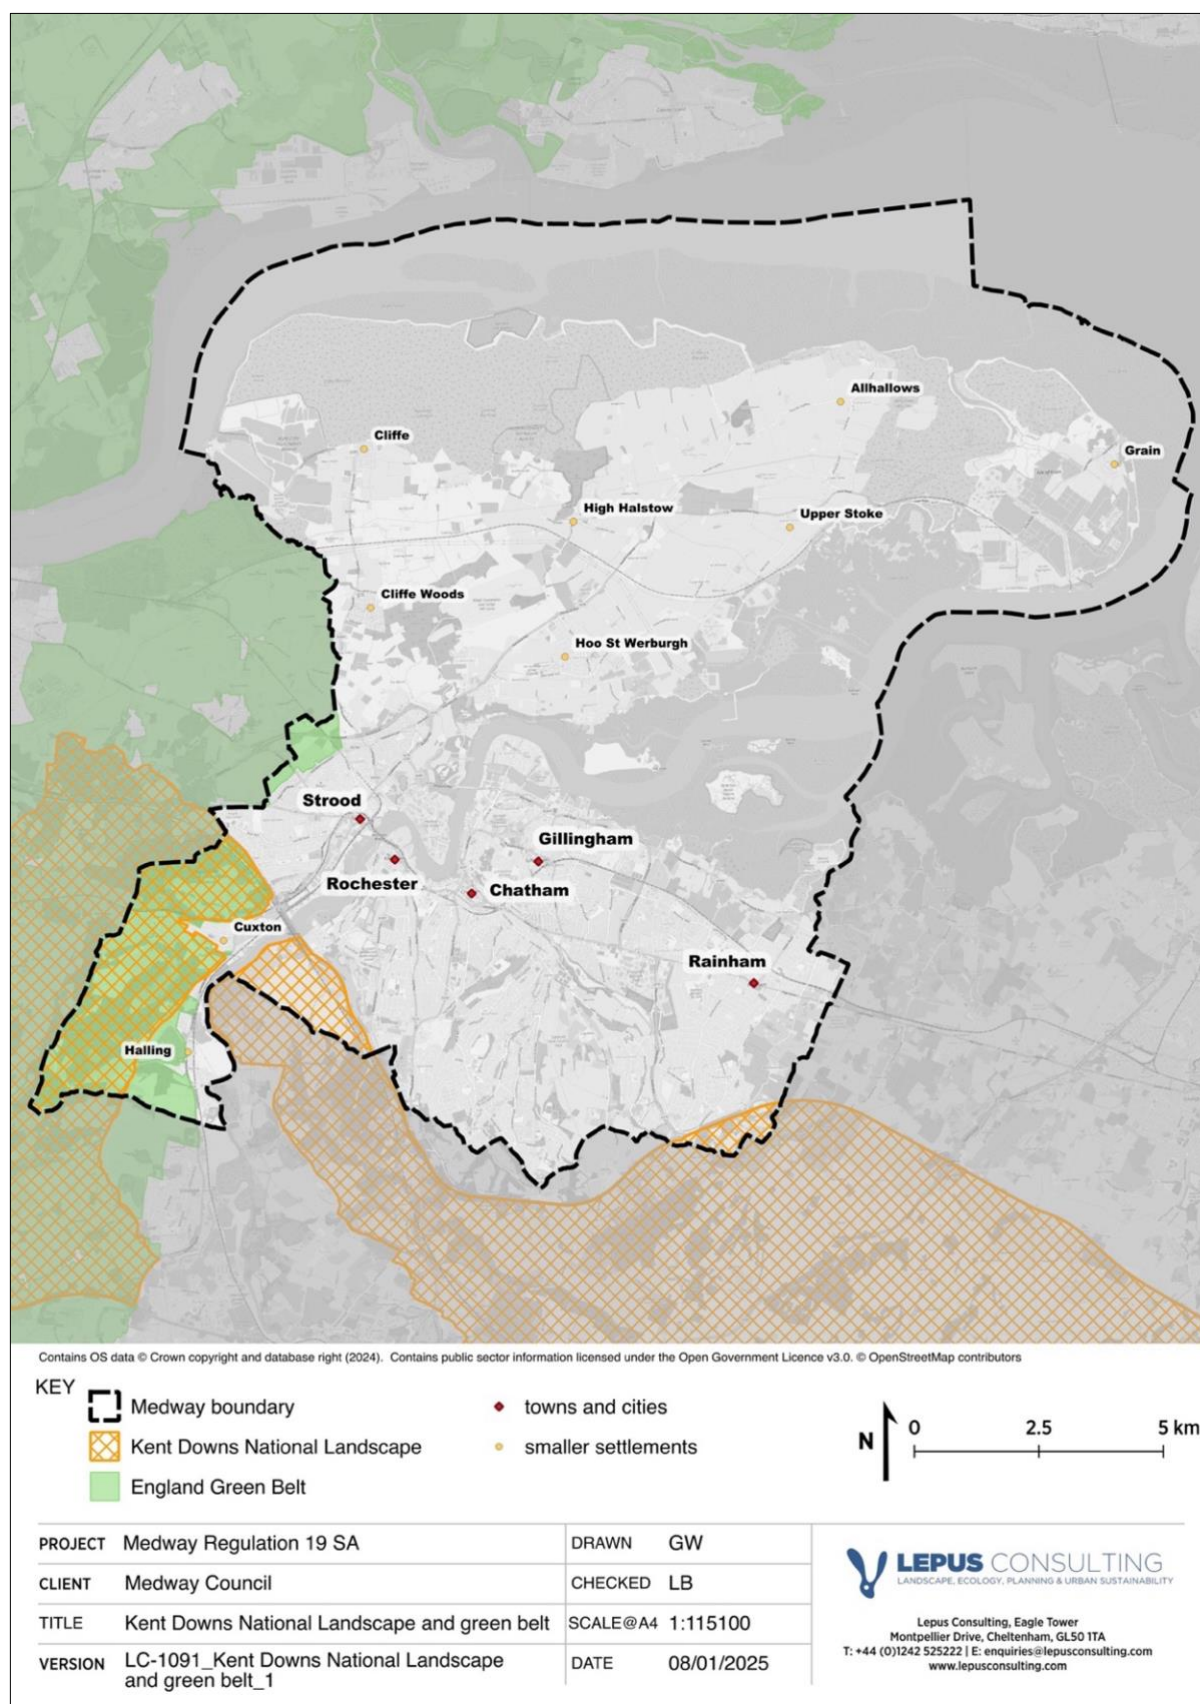 Allhallows
Cliffe
Grain
High Halstow
Upper Stoke
Cliffe Woods
Hoo St Werburgh
Strood
Gillingham
Rochester
Chatham
Cuxton
Rainham
Halling
Contains OS data © Crown copyright and database right (2024). Contains public sector information licensed under the Open Government Licence v3.0. © OpenStreetMap contributors
KEY
Medway boundary
Kent Downs National Landscape
England Green Belt
towns and cities
smaller settlements
N
0 2.5 5 km
PROJECT Medway Regulation 19 SA
CLIENT Medway Council
TITLE Kent Downs National Landscape and green belt
VERSION LC-1091_Kent Downs National Landscape
and green belt_1
DRAWN GW
CHECKED LB
SCALE@A4 1:115100
DATE 08/01/2025
LEPUS CONSULTING
LANDSCAPE, ECOLOGY, PLANNING & URBAN SUSTAINABILITY
Lepus Consulting, Eagle Tower
Montpellier Drive, Cheltenham, GL50 1TA
T: +44 (0)1242 525222 | E: enquiries@lepusconsulting.com
www.lepusconsulting.com